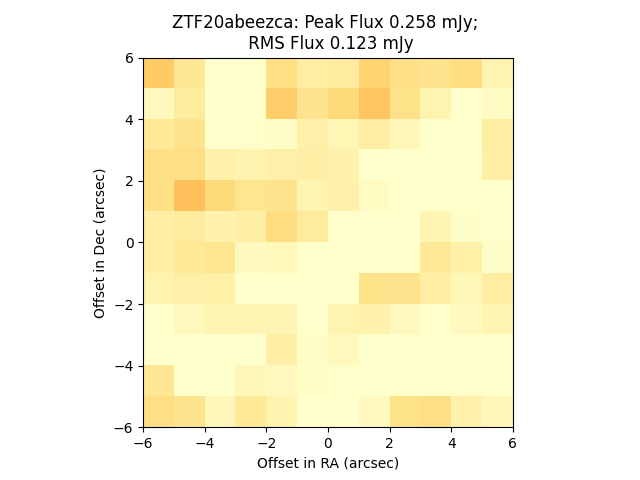 ZTF20abeezca: Peak Flux 0.258 mJy;
RMS Flux 0.123 mJy
6
4
2
0
−2
−4
−6
Offset in Dec (arcsec)
−6 −4 −2 0 2 4 6
Offset in RA (arcsec)